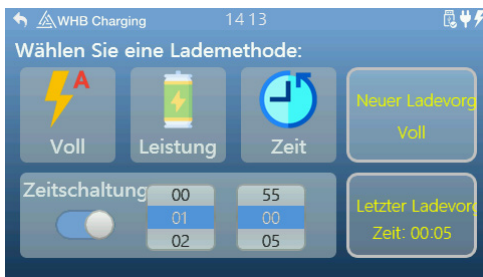 WHB Charging 14 13
Wählen Sie eine Lademethode:
A
Voll Leistung Zeit
Neuer Ladevorg
Voll
Zeitschaltung
00 55
01 00
02 05
Letzter Ladevorg
Zeit: 00:05